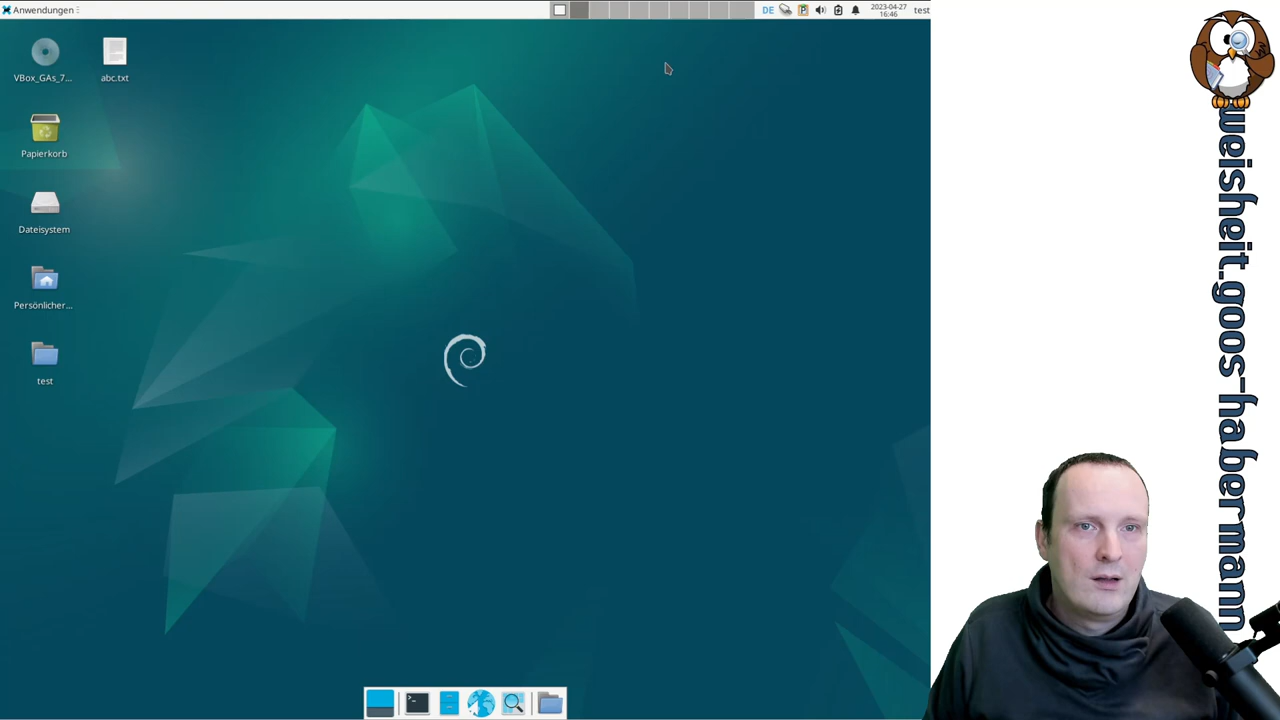 Anwendungen
DE
2023-04-27
16:46
test
VBox_GAs_7...
abc.txt
Papierkorb
Dateisystem
Persönlicher...
test
weisheit.goos-habermann